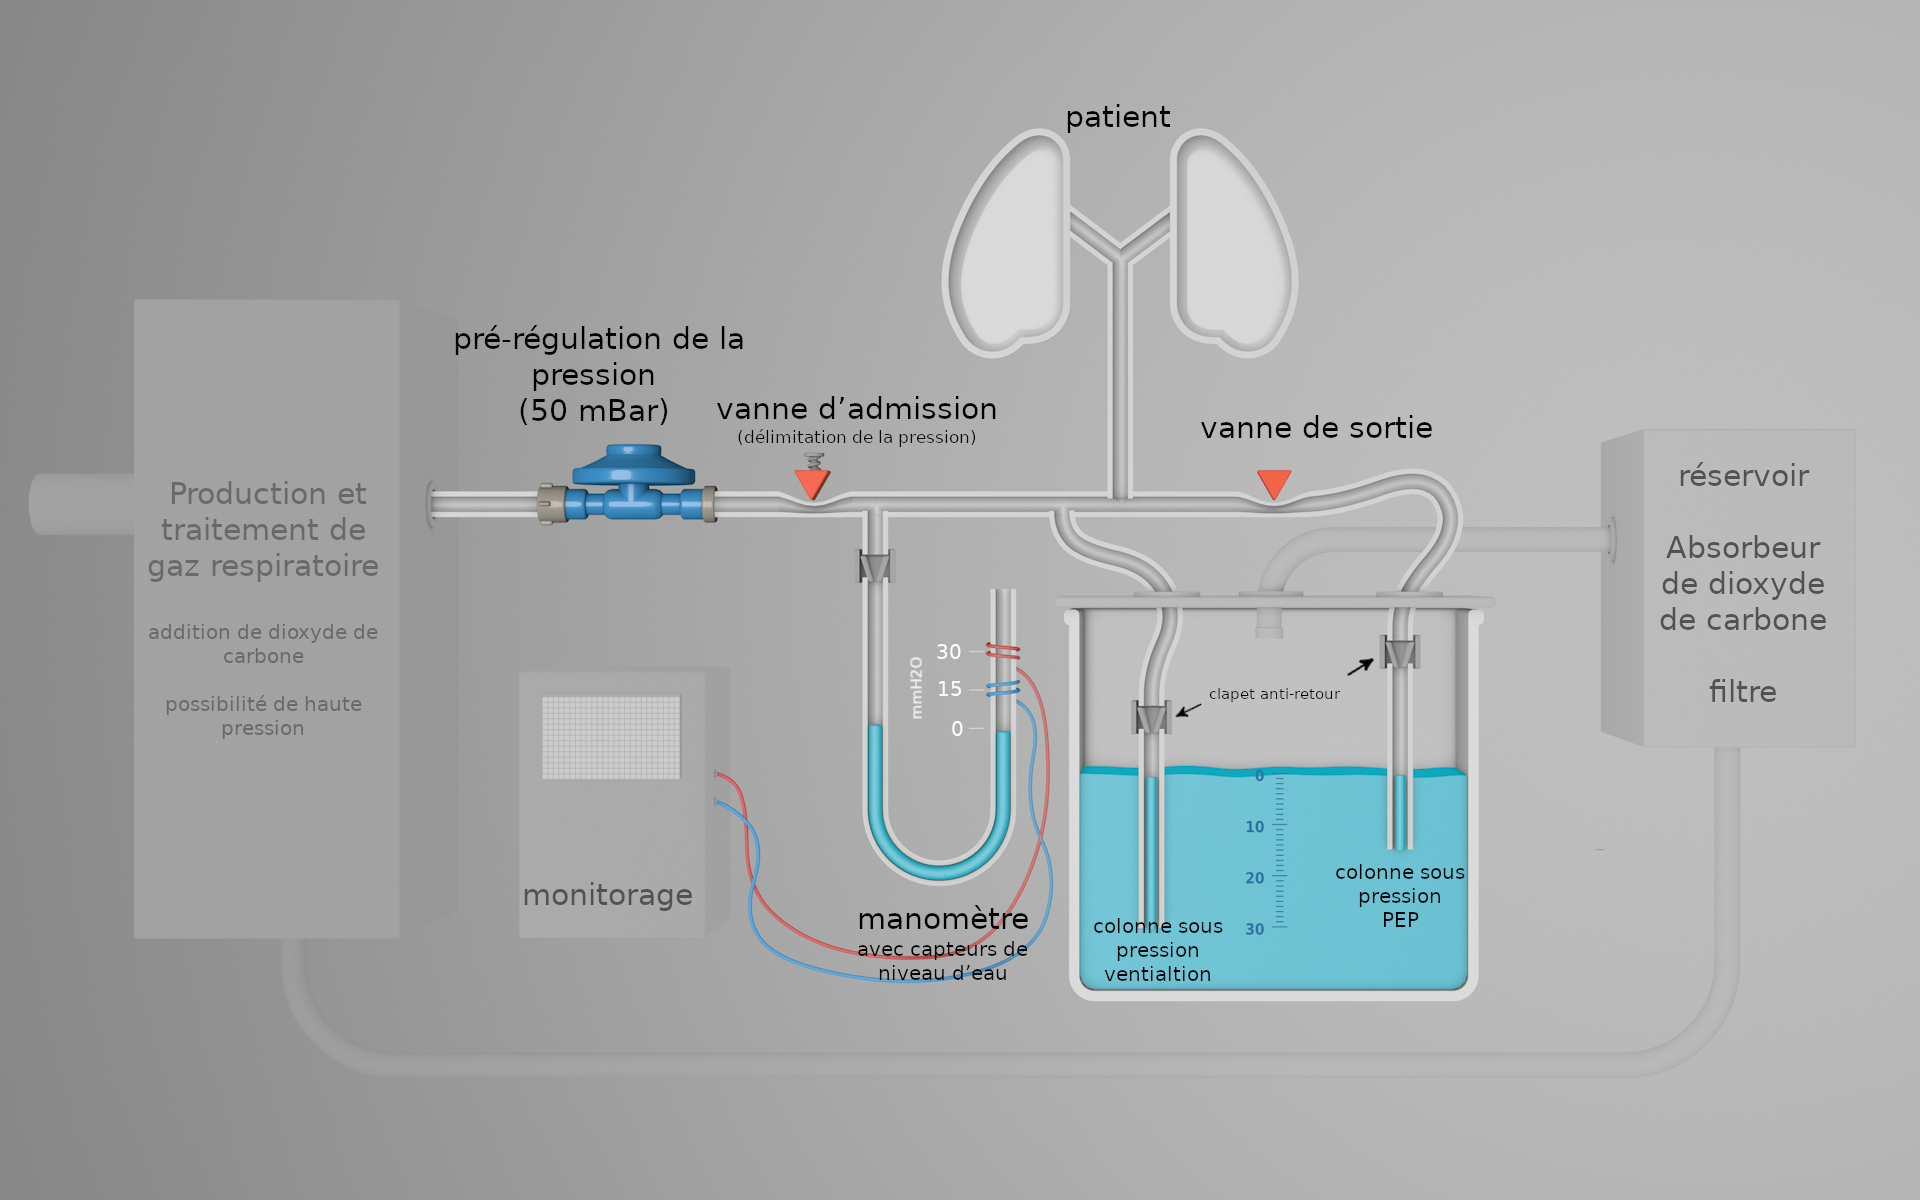 patient
pré-régulation de la
pression
(50 mBar)
vanne d’admission
(délimitation de la pression)
vanne de sortie
Production et
traitement de
gaz respiratoire
addition de dioxyde de
carbone
possibilité de haute
pression
réservoir
Absorbeur
de dioxyde
de carbone
filtre
mmH2O
30
15
0
clapet anti-retour
monitorage
manomètre
avec capteurs de
niveau d’eau
0
10
20
30
colonne sous
pression
ventialtion
colonne sous
pression
PEP